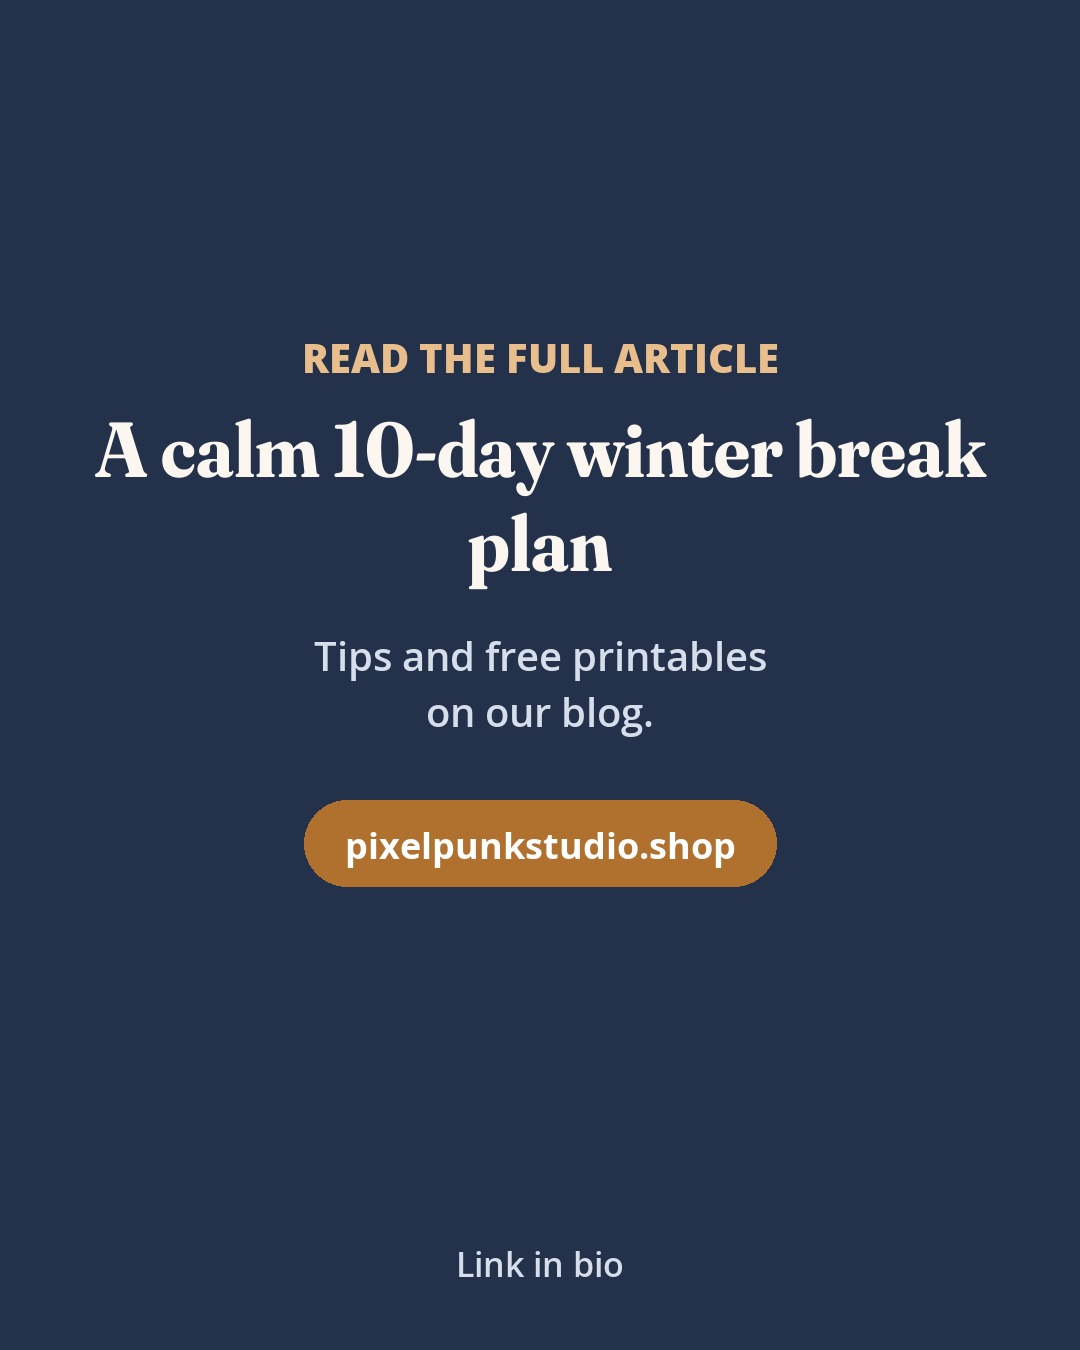 READ THE FULL ARTICLE
A calm 10-day winter break
plan
Tips and free printables
on our blog.
pixelpunkstudio.shop
Link in bio